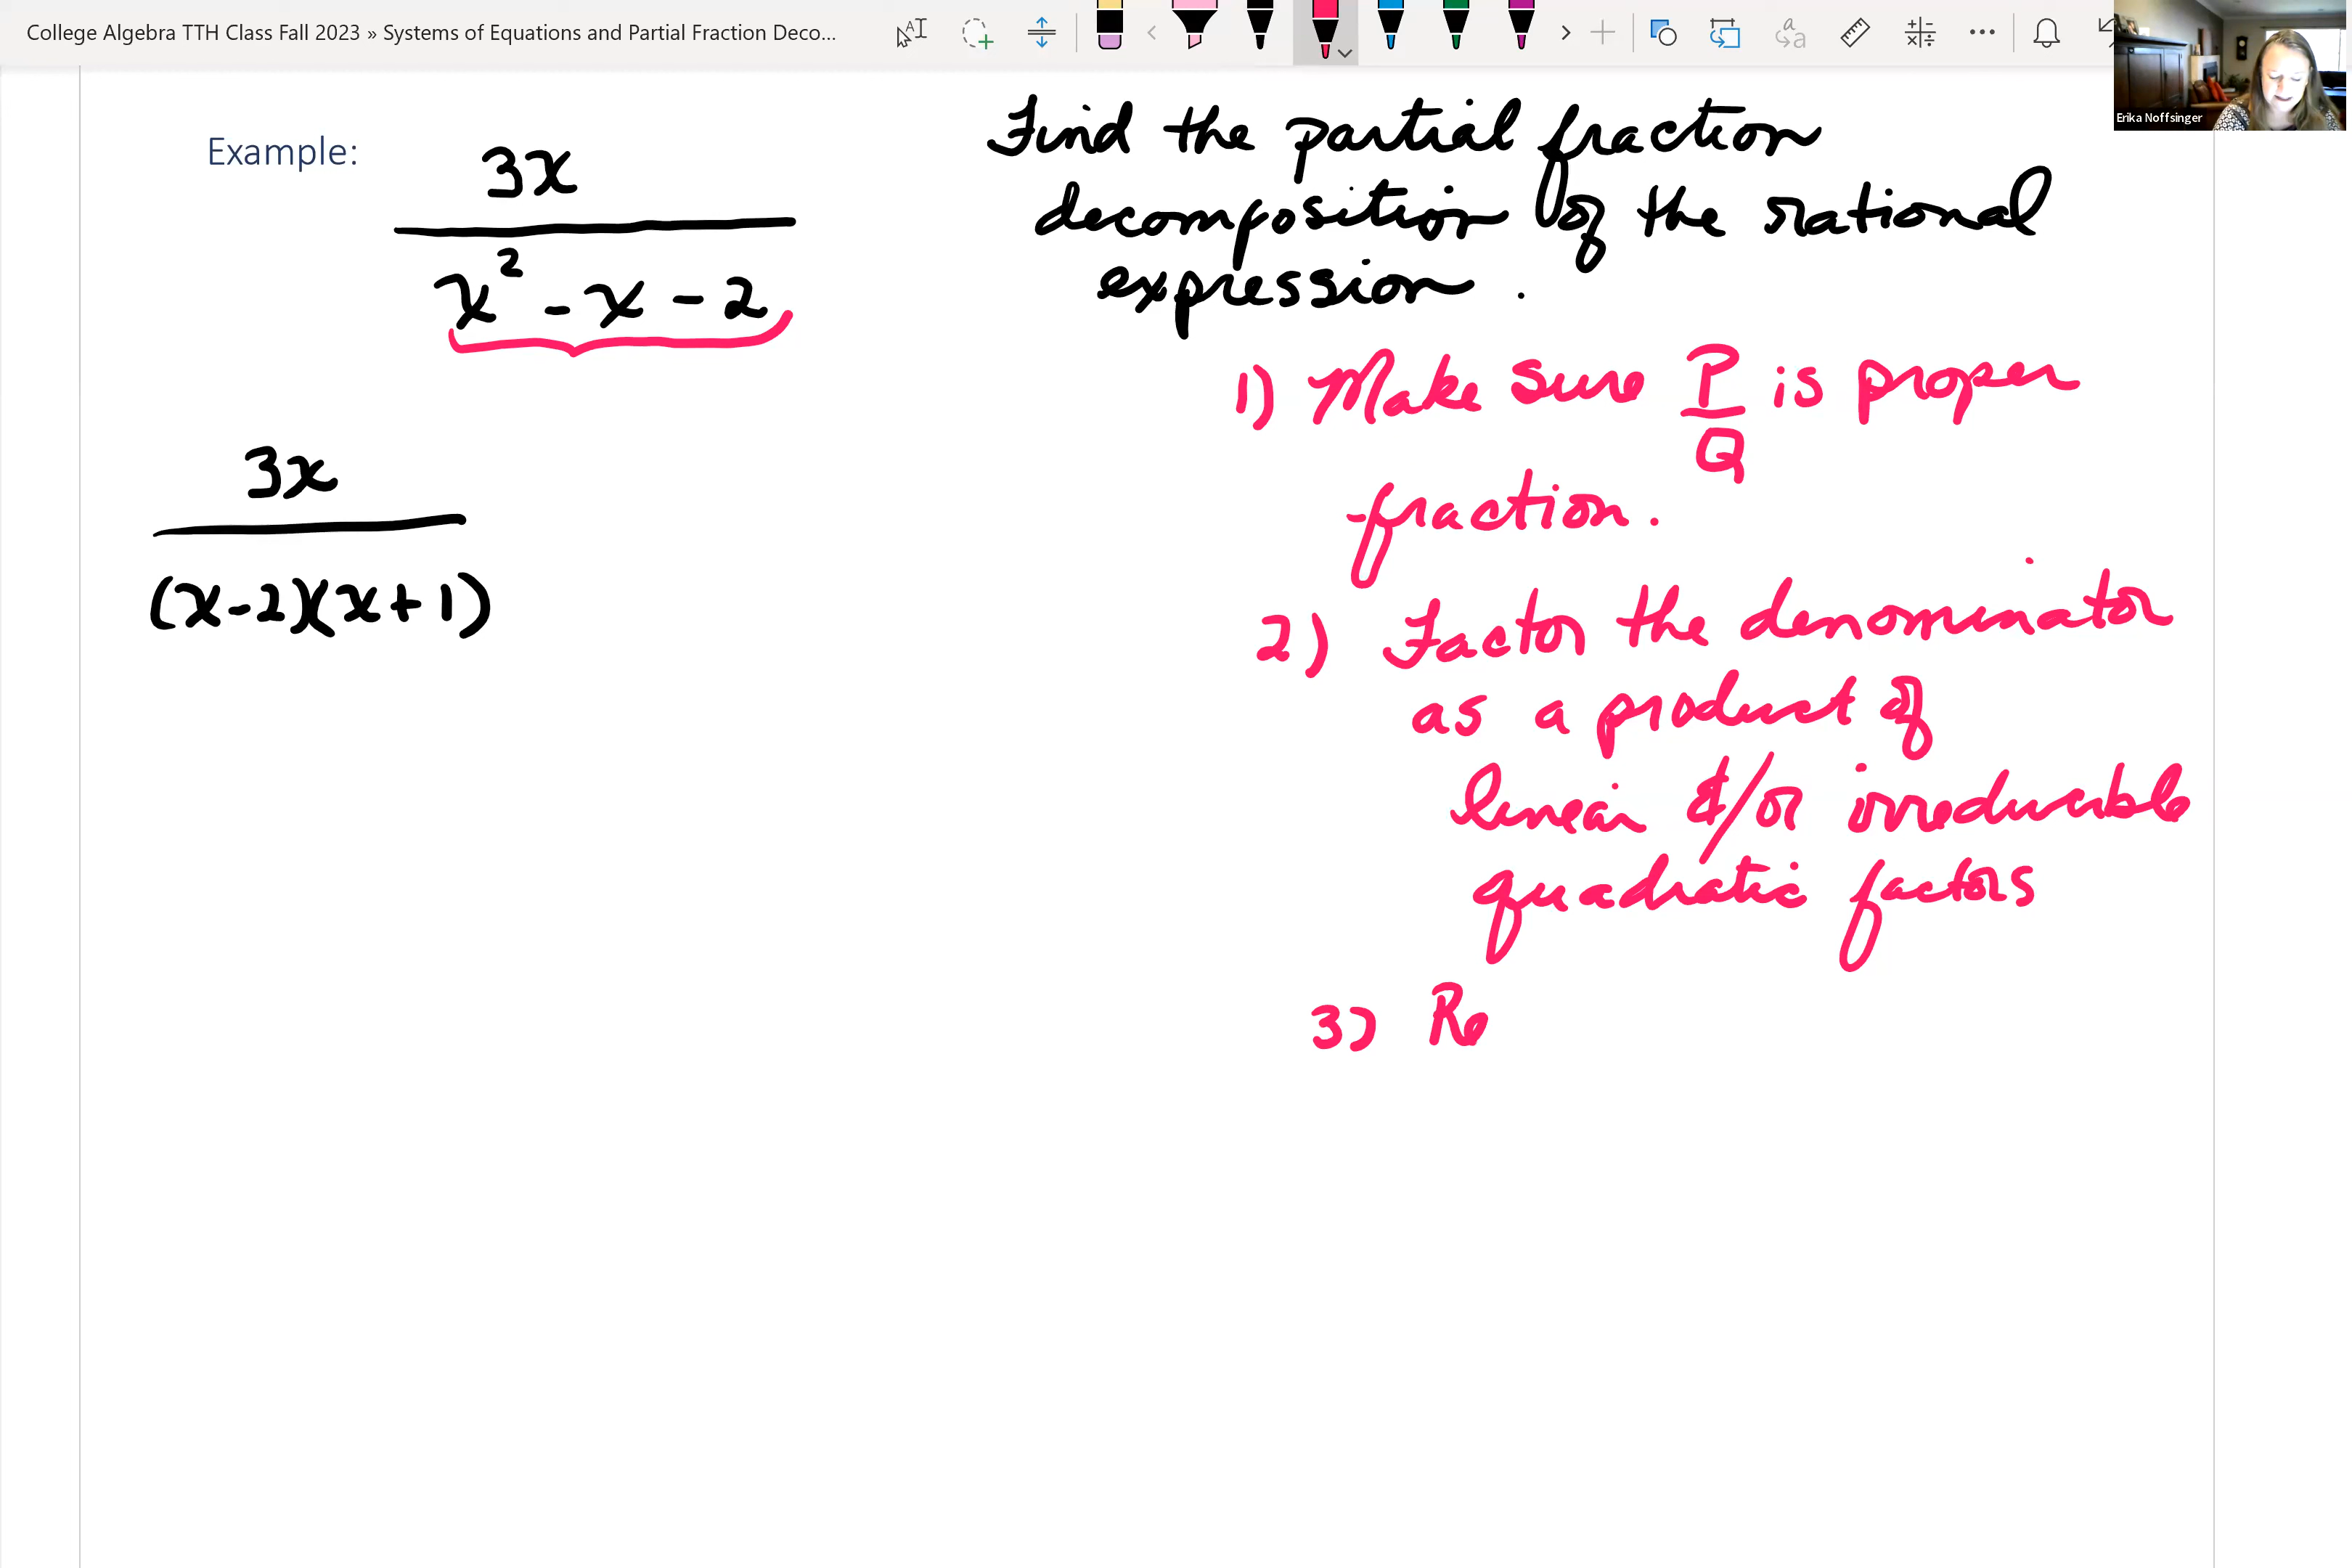 College Algebra TTH Class Fall 2023 » Systems of Equations and Partial Fraction Deco...
Erika Noffsinger
Example:
3x
x² - x - 2
Find the partial fraction
decomposition of the rational
expression.
1) Make sure P/Q is proper
fraction.
3x
(x-2)(x+1)
2) Factor the denominator
as a product of
linear &/or irreducible
quadratic factors
3) Re